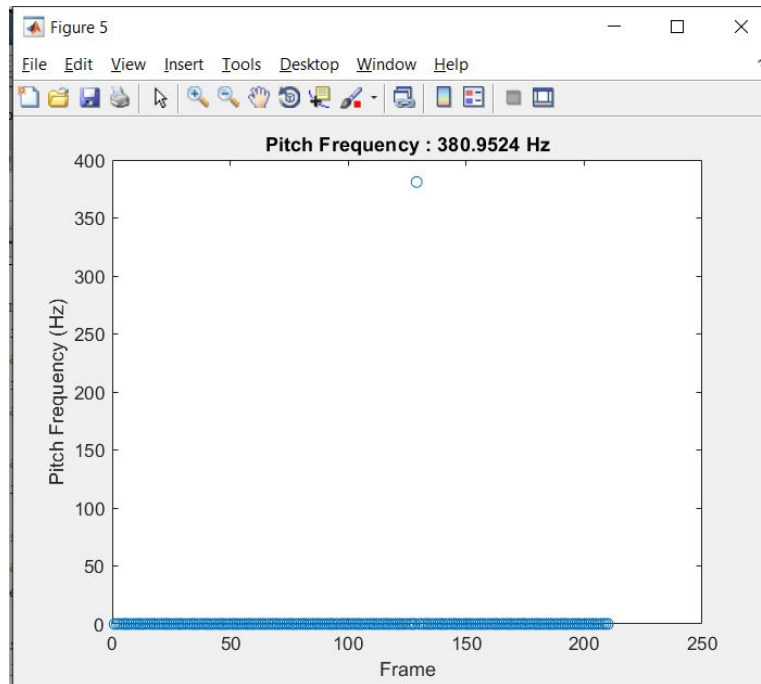 Figure 5
File Edit View Insert Tools Desktop Window Help
Pitch Frequency : 380.9524 Hz
400
350
300
250
200
150
100
50
0
Pitch Frequency (Hz)
0 50 100 150 200 250
Frame